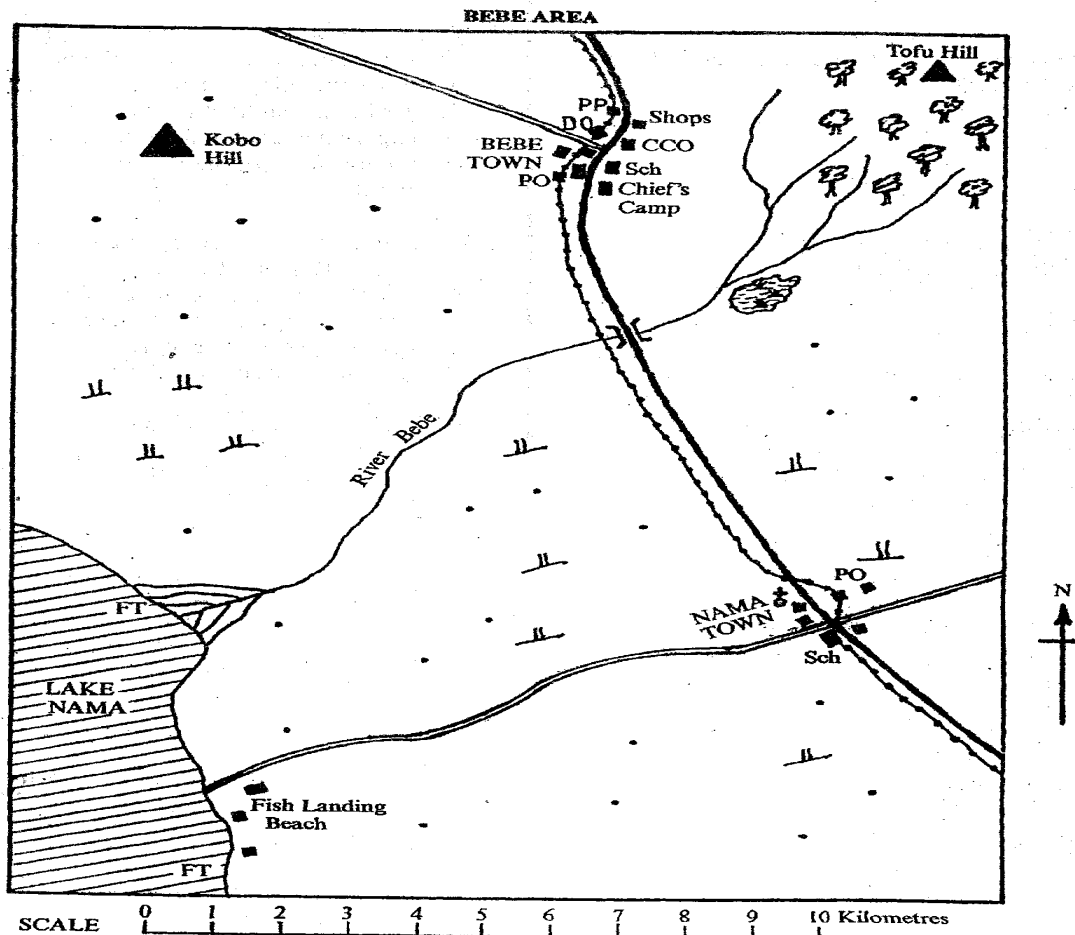 BEBE AREA
Tofu Hill
PP
Shops
DO
Kobo
Hill
BEBE
TOWN
CCO
Sch
PO
Chief's
Camp
River Bebe
FT
PO
NAMA
TOWN
N
Sch
LAKE
NAMA
Fish Landing
Beach
FT
SCALE
0 1 2 3 4 5 6 7 8 9 10 Kilometres